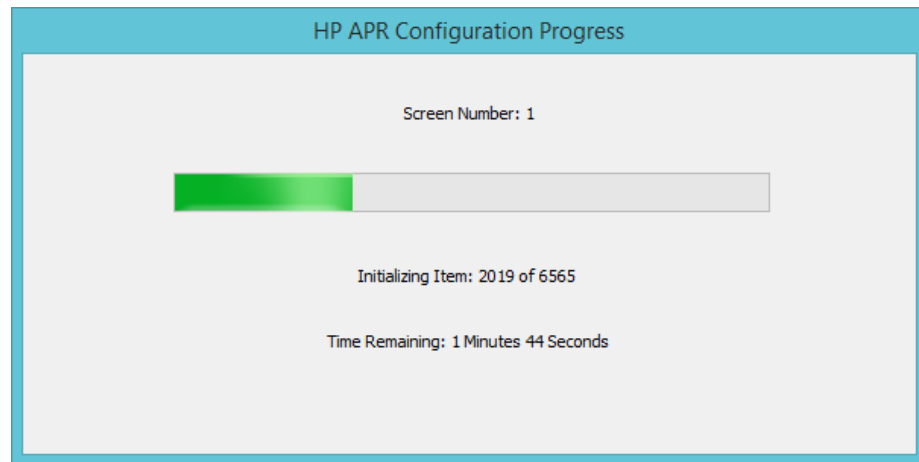 HP APR Configuration Progress
Screen Number: 1
Initializing Item: 2019 of 6565
Time Remaining: 1 Minutes 44 Seconds